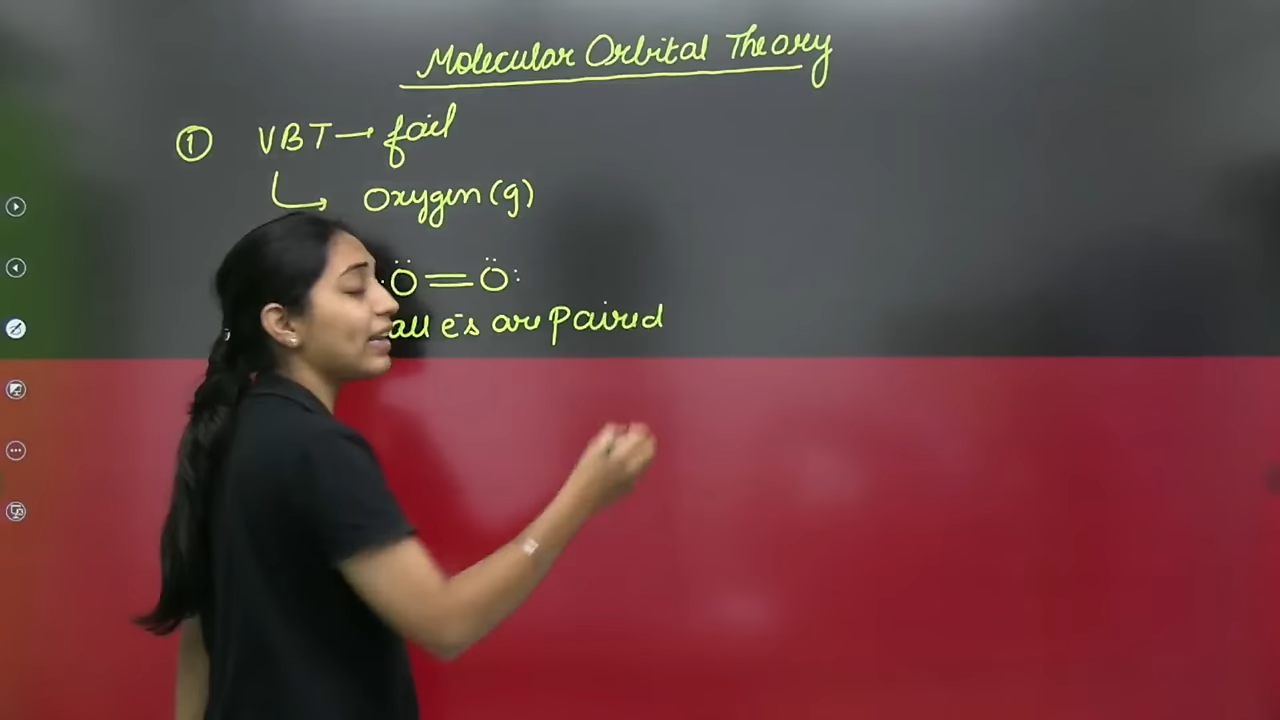 Molecular Orbital Theory
① VBT → fail
↳ Oxygen (g)
:Ö = Ö:
all e⁻s are paired